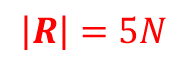 |R| = 5N